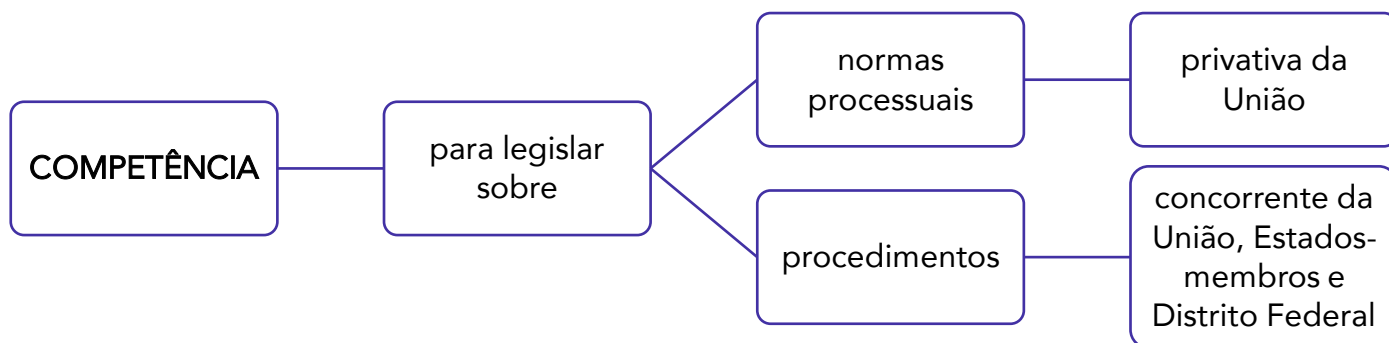 COMPETÊNCIA
para legislar
sobre
normas
processuais
privativa da
União
procedimentos
concorrente da
União, Estados-
membros e
Distrito Federal